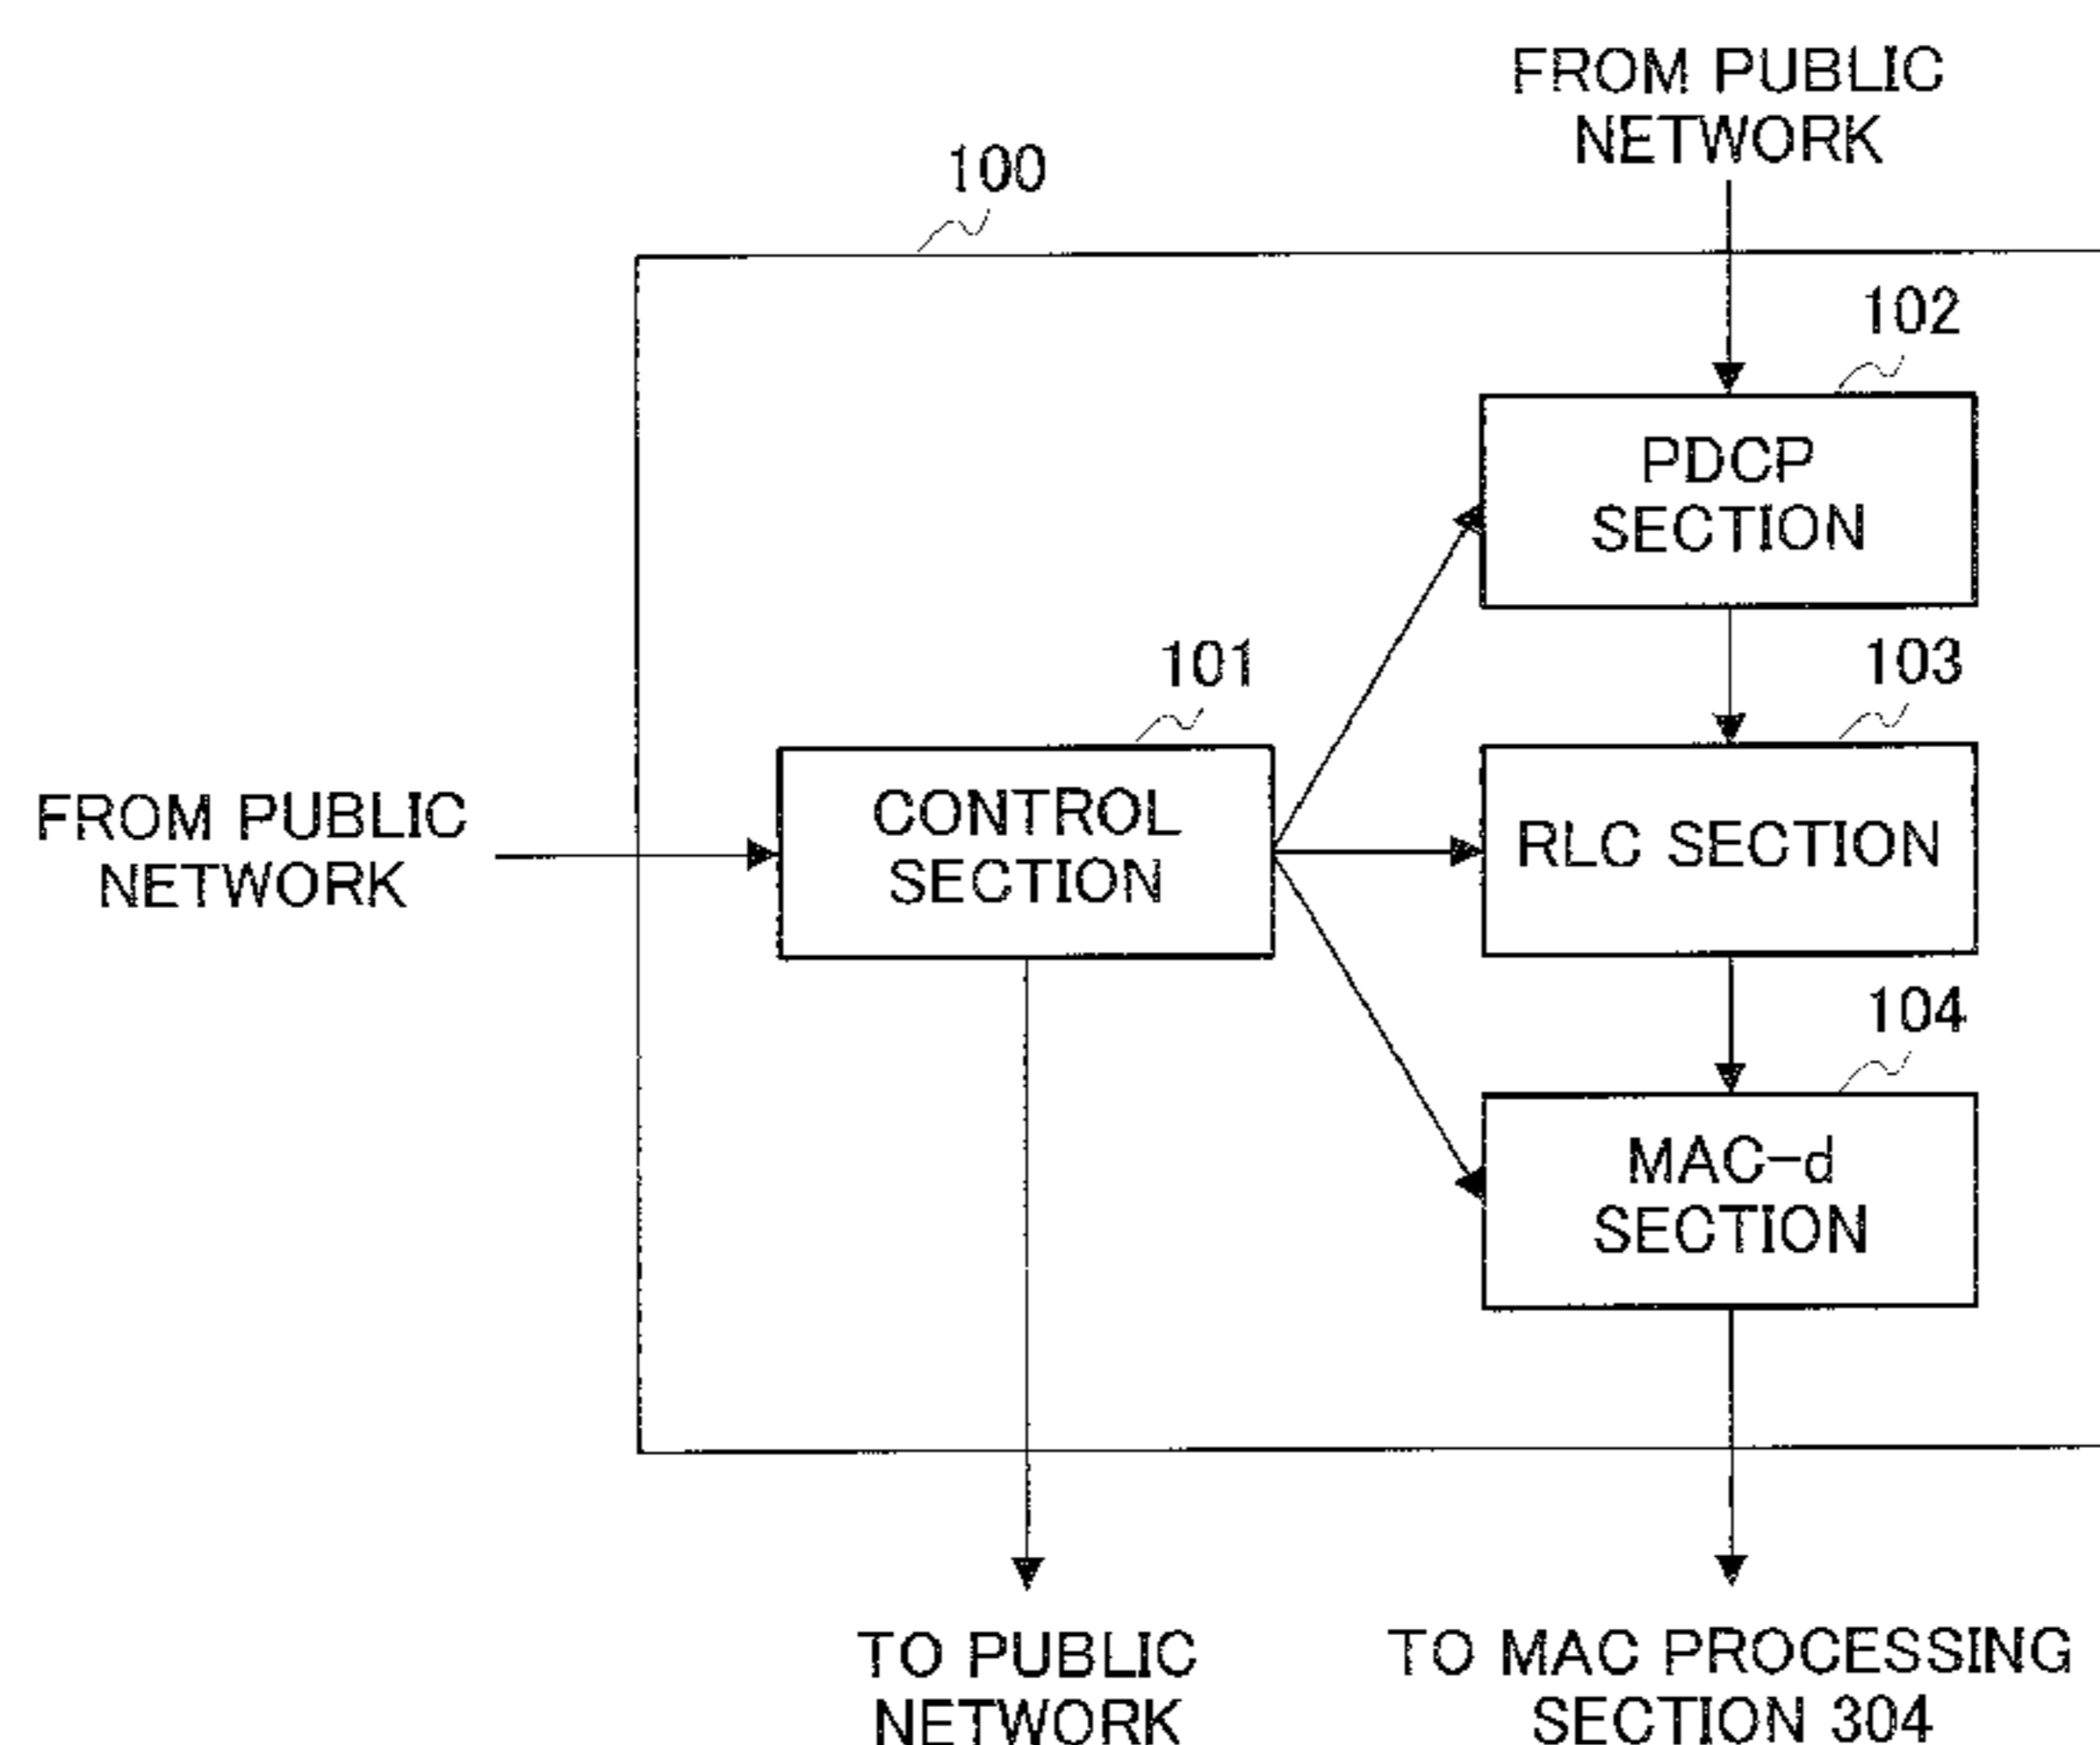 FROM PUBLIC
NETWORK
100
102
PDCP
SECTION
101
103
FROM PUBLIC
NETWORK
CONTROL
SECTION
RLC SECTION
104
MAC-d
SECTION
TO PUBLIC
NETWORK
TO MAC PROCESSING
SECTION 304